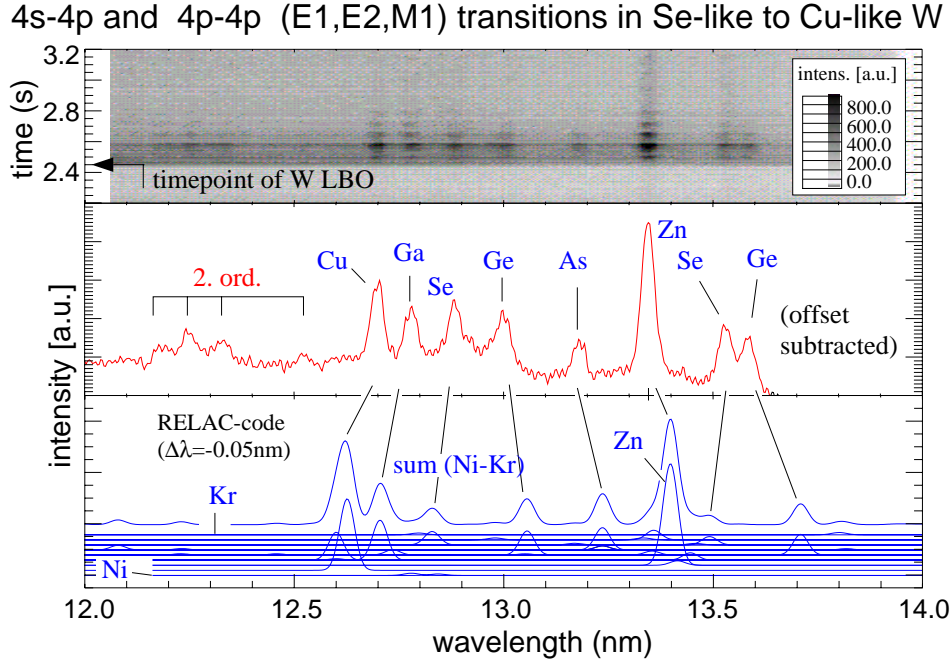 4s-4p and 4p-4p (E1,E2,M1) transitions in Se-like to Cu-like W
3.2
2.8
2.4
time (s)
intens. [a.u.]
800.0
600.0
400.0
200.0
0.0
timepoint of W LBO
Zn
Cu
Ga
Se
Ge
As
Se
Ge
2. ord.
(offset
subtracted)
intensity [a.u.]
RELAC-code
(Δλ=-0.05nm)
sum (Ni-Kr)
Zn
Kr
Ni
12.0
12.5
13.0
13.5
14.0
wavelength (nm)